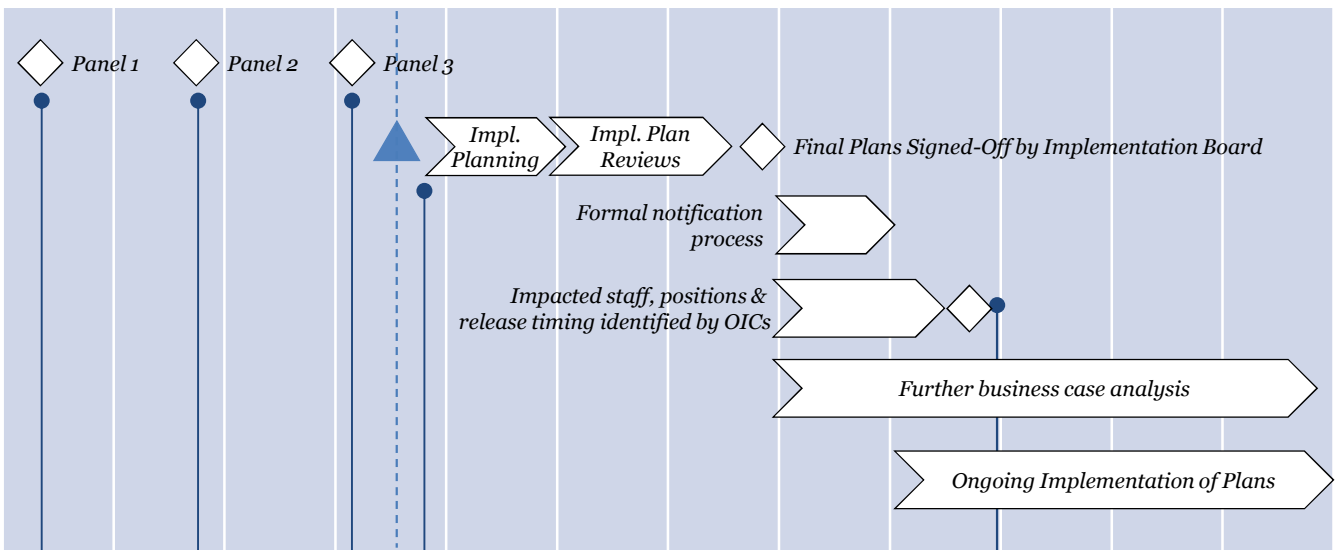 Panel 1
Panel 2
Panel 3
Impl.
Planning
Impl. Plan
Reviews
Final Plans Signed-Off by Implementation Board
Formal notification
process
Impacted staff, positions &
release timing identified by OICs
Further business case analysis
Ongoing Implementation of Plans